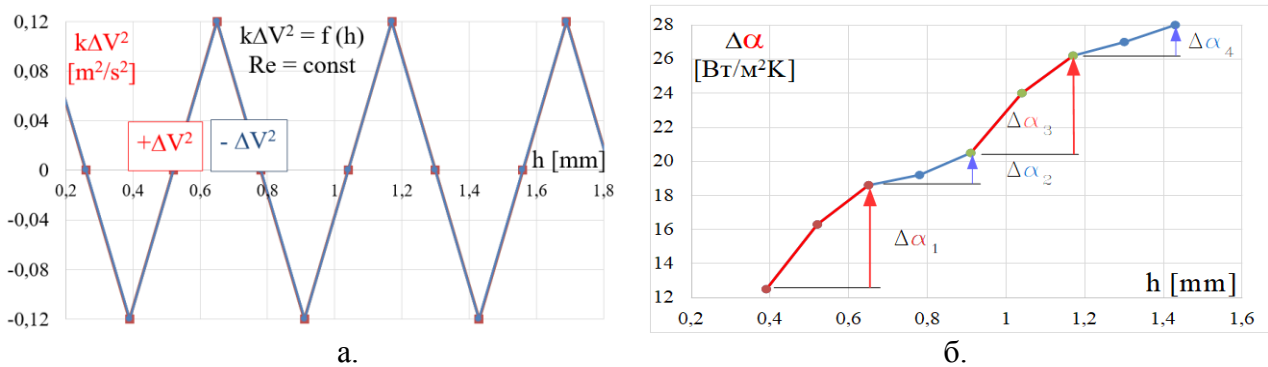 0,12
0,08
0,04
0
-0,04
-0,08
-0,12
kΔV²
[m²/s²]
kΔV² = f (h)
Re = const
+ΔV²
- ΔV²
h [mm]
0,2 0,4 0,6 0,8 1 1,2 1,4 1,6 1,8
а.
28
26
24
22
20
18
16
14
12
Δα
[Вт/м²K]
Δα₁
Δα₂
Δα₃
Δα₄
h [mm]
0,2 0,4 0,6 0,8 1 1,2 1,4 1,6
б.